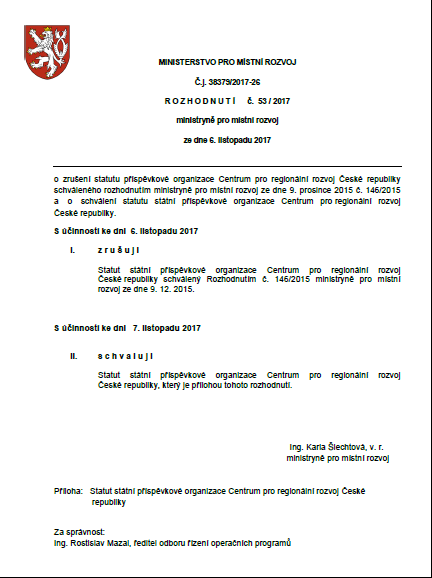 MINISTERSTVO PRO MÍSTNÍ ROZVOJ
Č.j. 38379/2017-26
R O Z H O D N U T Í č. 53 / 2017
ministryně pro místní rozvoj
ze dne 6. listopadu 2017
o zrušení statutu příspěvkové organizace Centrum pro regionální rozvoj České republiky
schváleného rozhodnutím ministryně pro místní rozvoj ze dne 9. prosince 2015 č. 146/2015
a o schválení statutu státní příspěvkové organizace Centrum pro regionální rozvoj
České republiky.
S účinností ke dni 6. listopadu 2017
I. z r u š u j i
Statut státní příspěvkové organizace Centrum pro regionální rozvoj
České republiky schválený Rozhodnutím č. 146/2015 ministryně pro místní
rozvoj ze dne 9. 12. 2015.
S účinností ke dni 7. listopadu 2017
II. s c h v a l u j i
Statut státní příspěvkové organizace Centrum pro regionální rozvoj
České republiky, který je přílohou tohoto rozhodnutí.
Ing. Karla Šlechtová, v. r.
ministryně pro místní rozvoj
Příloha: Statut státní příspěvkové organizace Centrum pro regionální rozvoj České
republiky
Za správnost:
Ing. Rostislav Mazal, ředitel odboru řízení operačních programů